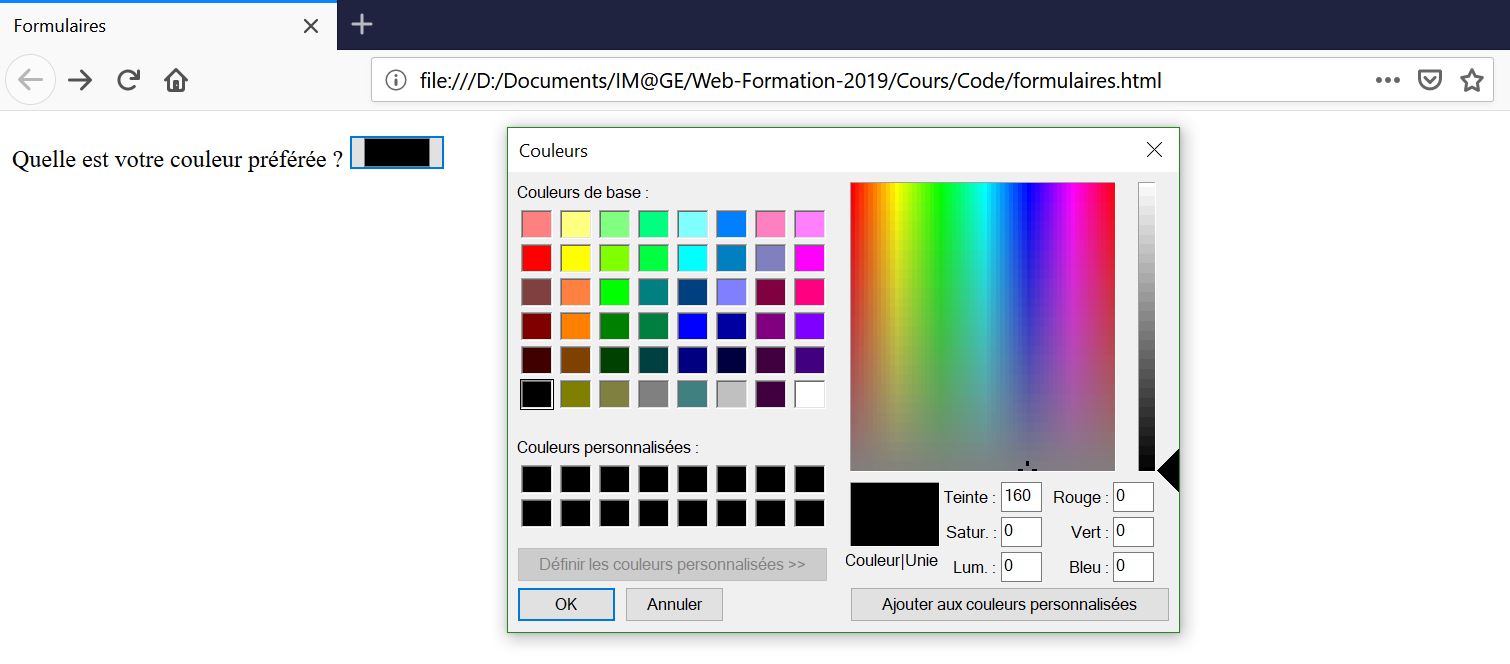 Formulaires
file:///D:/Documents/IM@GE/Web-Formation-2019/Cours/Code/formulaires.html
Quelle est votre couleur préférée ?
Couleurs
Couleurs de base :
Couleurs personnalisées :
Définir les couleurs personnalisées >>
OK
Annuler
Couleur|Unie
Teinte : 160
Rouge : 0
Satur. : 0
Vert : 0
Lum. : 0
Bleu : 0
Ajouter aux couleurs personnalisées